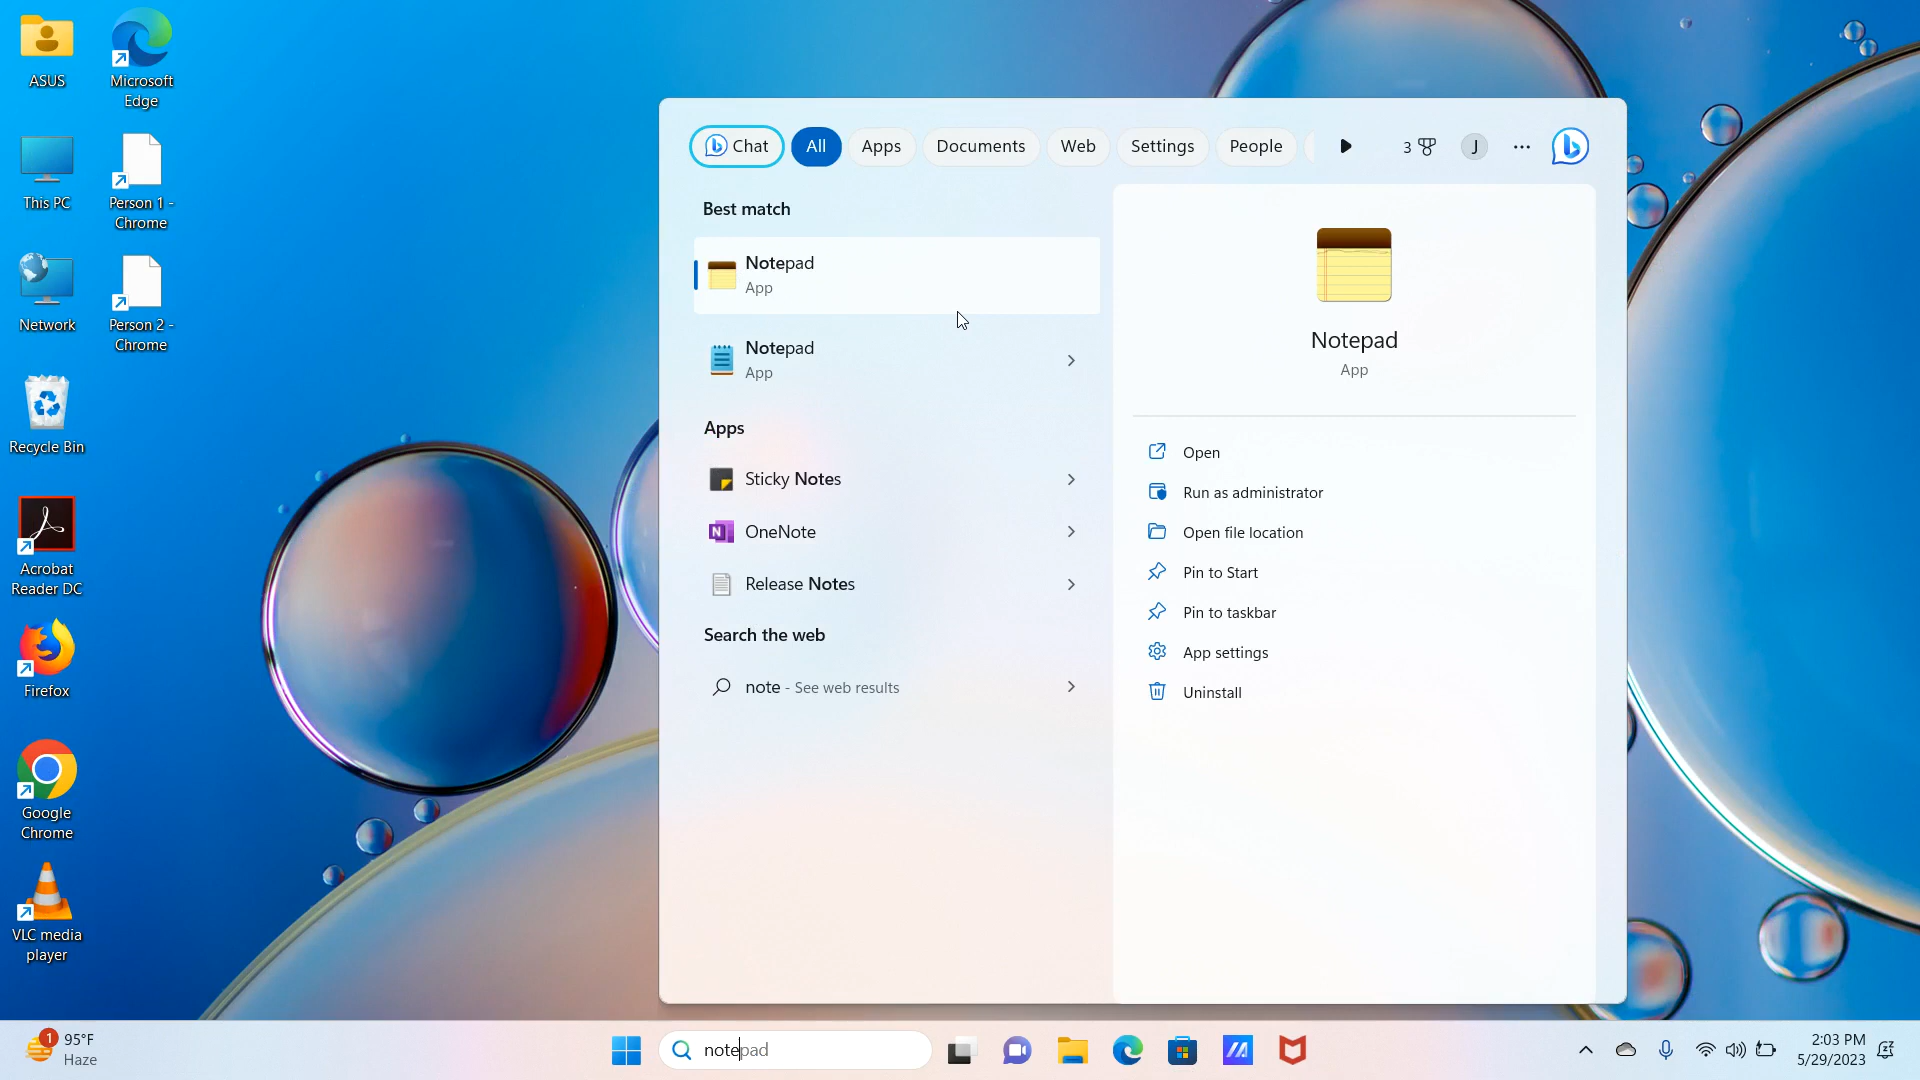 ASUS
Microsoft
Edge
This PC
Person 1 -
Chrome
Network
Person 2 -
Chrome
Recycle Bin
Acrobat
Reader DC
Firefox
Google
Chrome
VLC media
player
Chat
All
Apps
Documents
Web
Settings
People
3
J
Best match
Notepad
App
Notepad
App
Apps
Sticky Notes
OneNote
Release Notes
Search the web
note - See web results
Notepad
App
Open
Run as administrator
Open file location
Pin to Start
Pin to taskbar
App settings
Uninstall
1
95°F
Haze
notepad
2:03 PM
5/29/2023